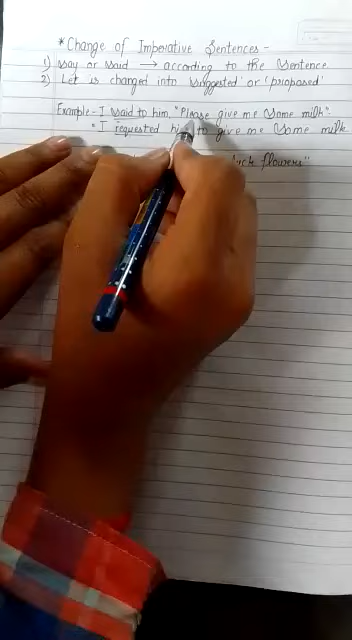 * Change of Imperative Sentences -
1) Say or Said → according to the Sentence
2) Let is changed into 'Suggested' or 'proposed'
Example - I said to him, "Please give me Some milk".
" I requested him to give me Some milk
flowers"